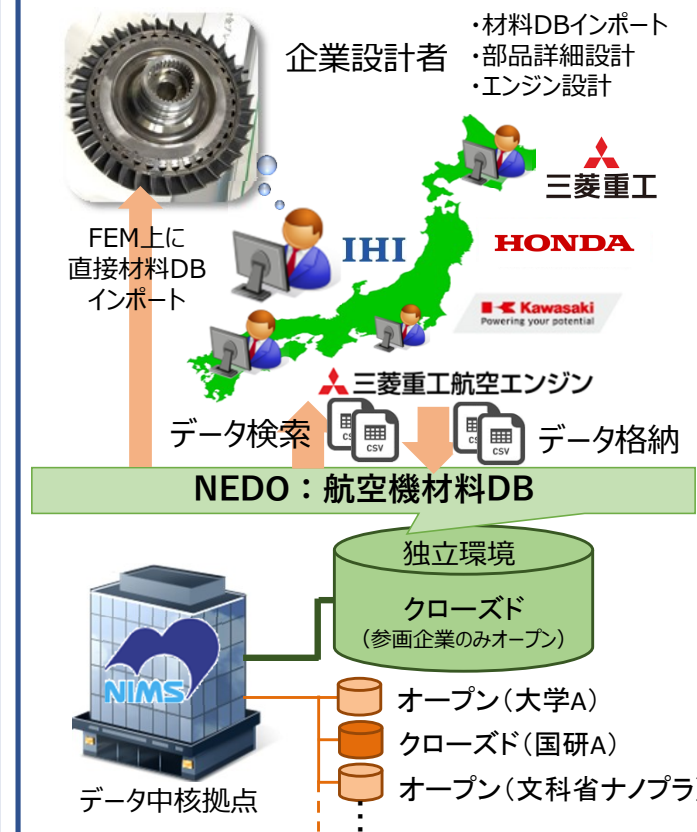 企業設計者
・材料DBインポート
・部品詳細設計
・エンジン設計
三菱重工
FEM上に
直接材料DB
インポート
IHI
HONDA
Kawasaki
Powering your potential
三菱重工航空エンジン
データ検索
CSV
CSV
データ格納
NEDO：航空機材料DB
独立環境
クローズド
（参画企業のみオープン）
NIMS
オープン（大学A）
クローズド（国研A）
オープン（文科省ナノプラ）
データ中核拠点